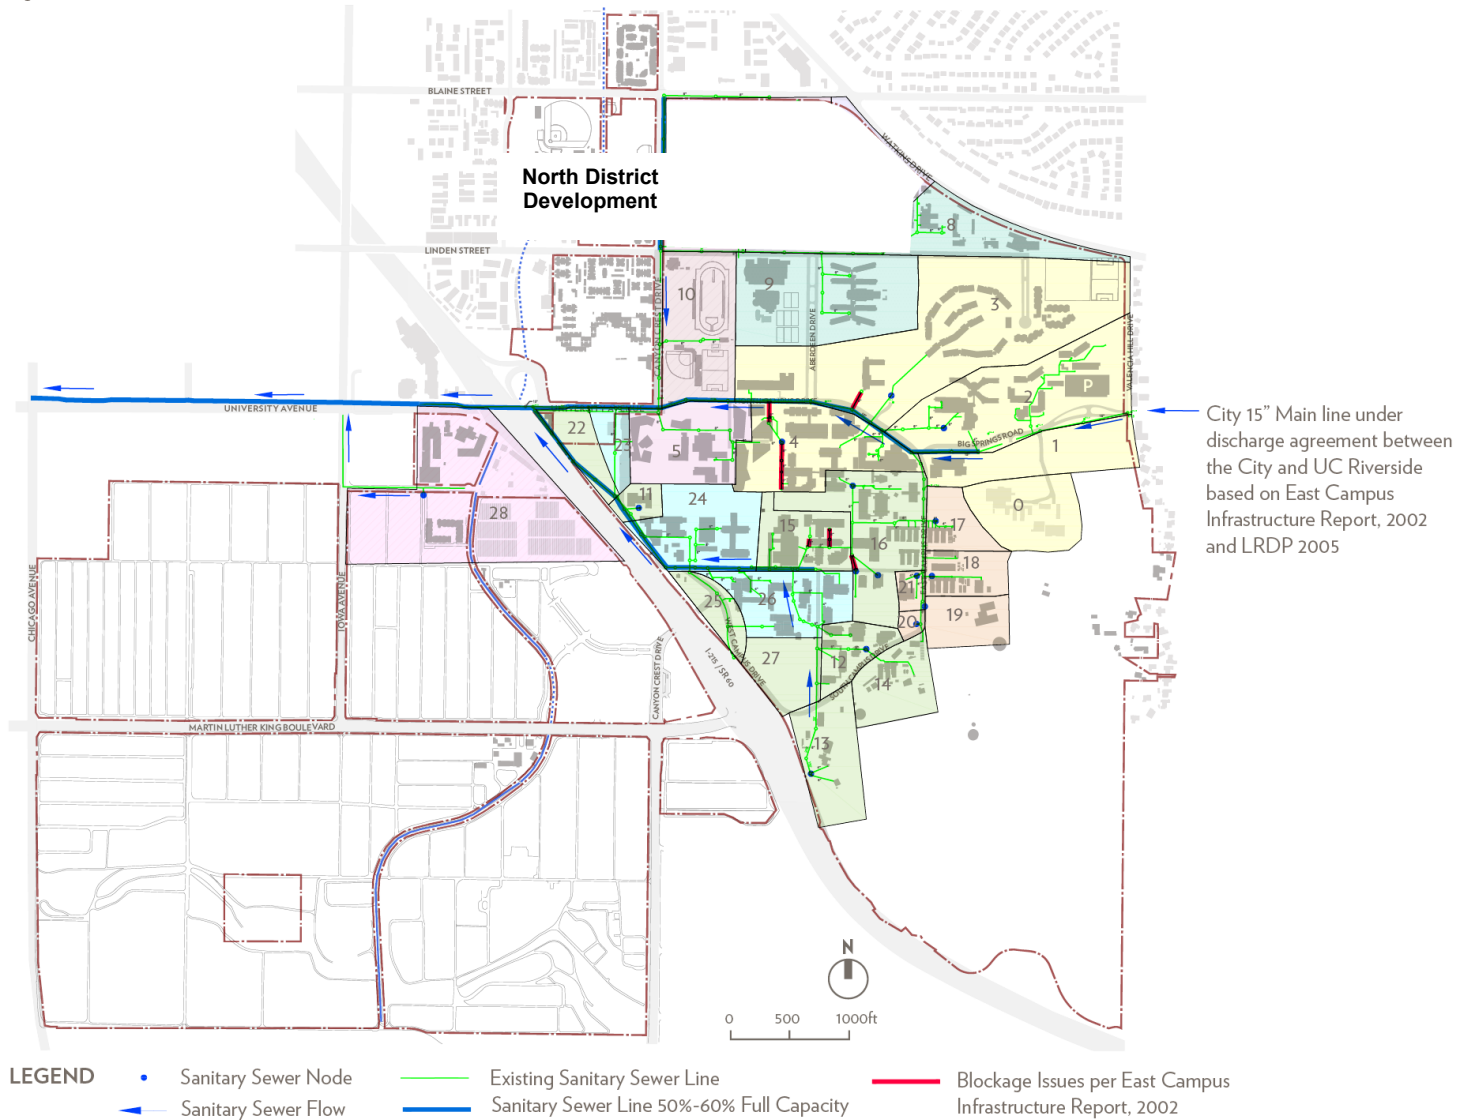 BLAINE STREET
WATKINS DRIVE
North District
Development
8
LINDEN STREET
10
9
3
CANYON CREST DRIVE
ABERDEEN DRIVE
VALENCIA HILL DRIVE
P
2
UNIVERSITY AVENUE
City 15" Main line under
discharge agreement between
the City and UC Riverside
based on East Campus
Infrastructure Report, 2002
and LRDP 2005
22
23
5
4
BIG SPRINGS ROAD
1
11
24
28
15
16
17
0
18
CHICAGO AVENUE
IOWA AVENUE
25
26
21
20
19
WEST CAMPUS DRIVE
I-215 / SR 60
CANYON CREST DRIVE
27
12
SOUTH CAMPUS DRIVE
14
MARTIN LUTHER KING BOULEVARD
13
N
0 500 1000ft
LEGEND
Sanitary Sewer Node
Existing Sanitary Sewer Line
Blockage Issues per East Campus
Infrastructure Report, 2002
Sanitary Sewer Flow
Sanitary Sewer Line 50%-60% Full Capacity